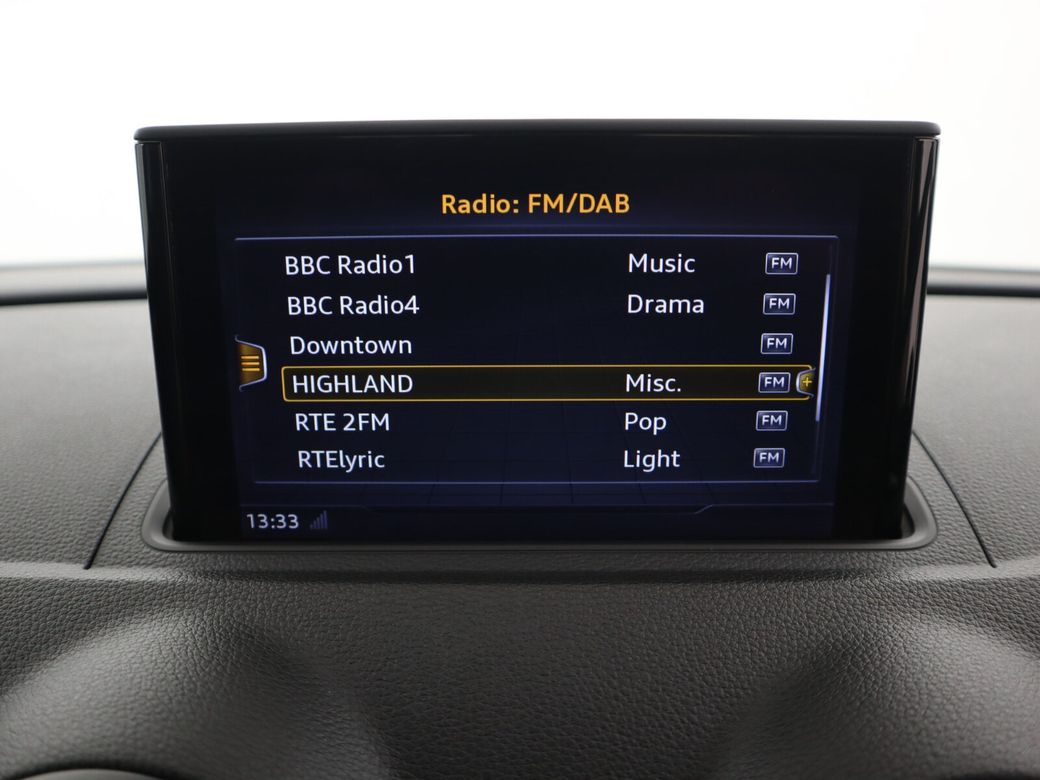 Radio: FM/DAB
BBC Radio1 Music FM
BBC Radio4 Drama FM
Downtown FM
HIGHLAND Misc. FM +
RTE 2FM Pop FM
RTElyric Light FM
13:33